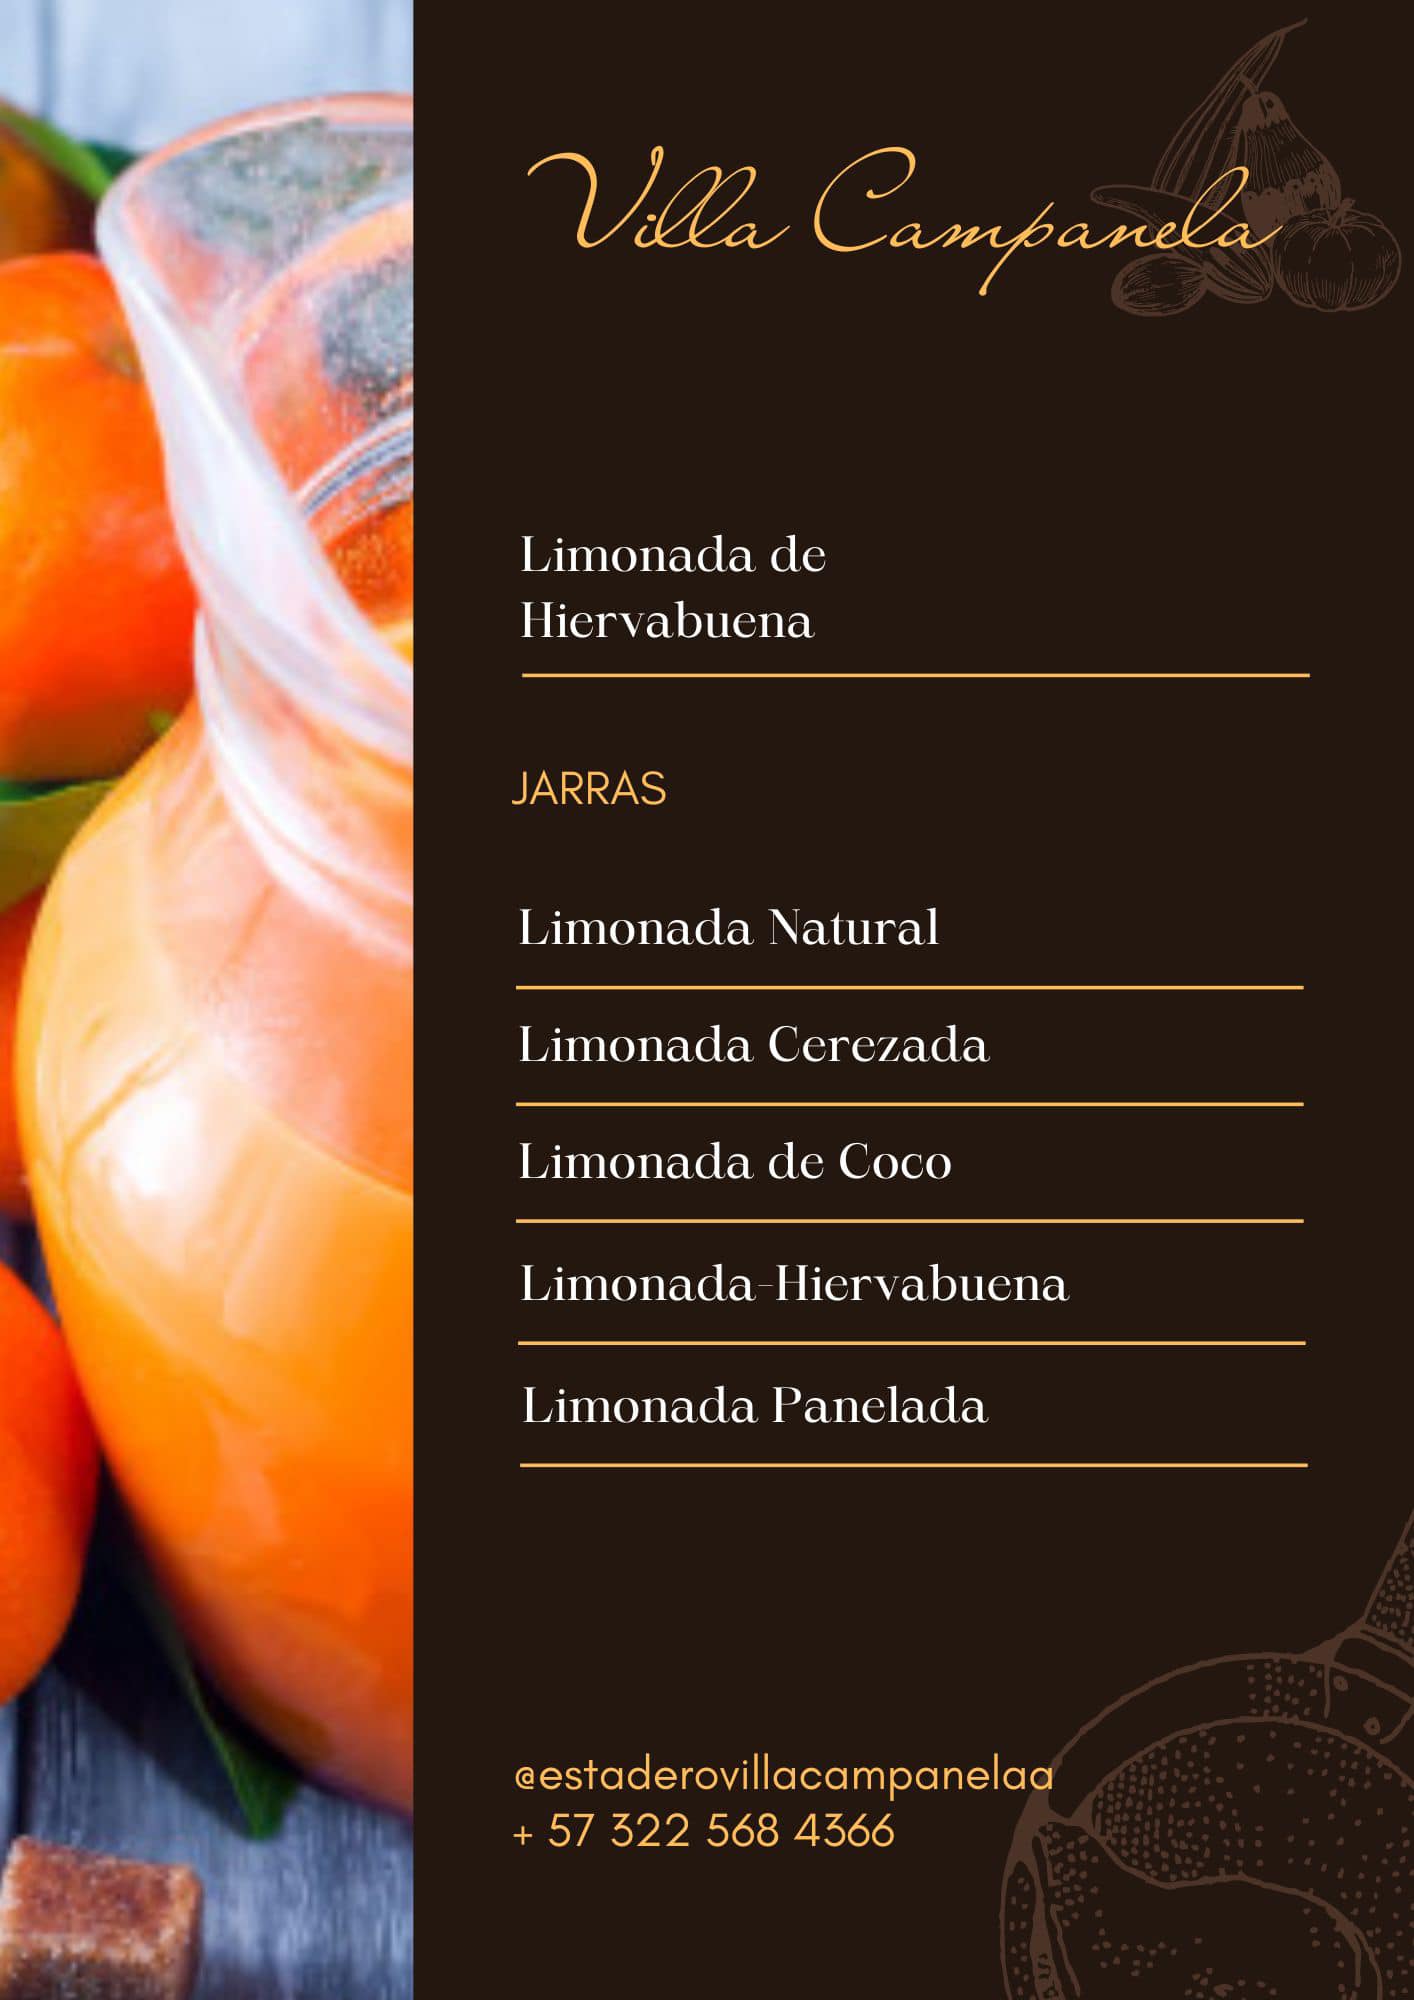 Villa Campanela
Limonada de
Hiervabuena
JARRAS
Limonada Natural
Limonada Cerezada
Limonada de Coco
Limonada-Hiervabuena
Limonada Panelada
@estaderovillacampanelaa
+ 57 322 568 4366